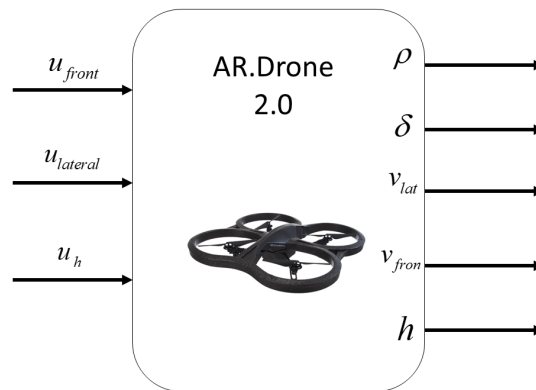 AR.Drone
2.0
u_front
u_lateral
u_h
ρ
δ
v_lat
v_fron
h